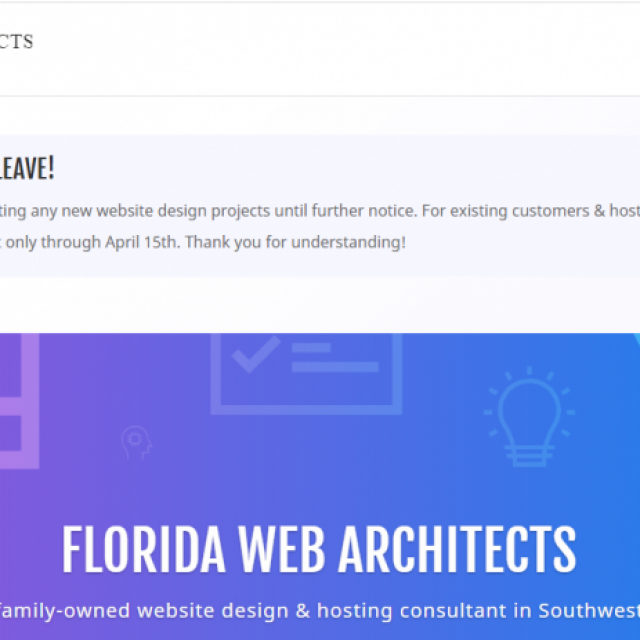 CTS
LEAVE!
ting any new website design projects until further notice. For existing customers & host
t only through April 15th. Thank you for understanding!
FLORIDA WEB ARCHITECTS
family-owned website design & hosting consultant in Southwest